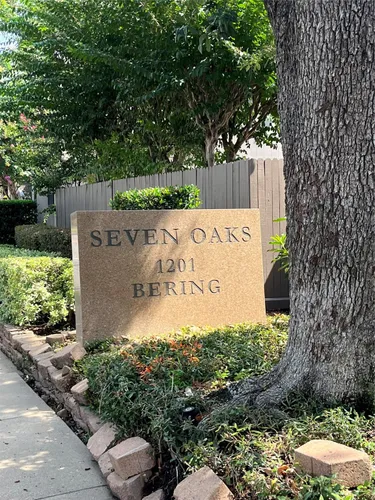 SEVEN OAKS
1201
BERING